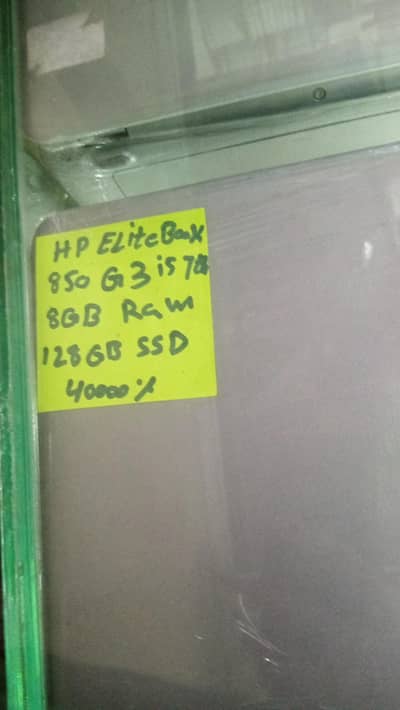 HP EliteBook
850 G3 i5 7th
8GB Ram
128GB SSD
40000/.